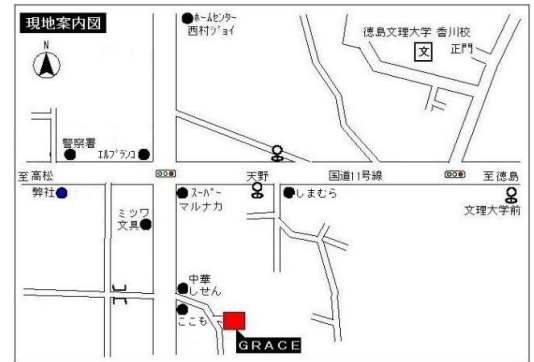 現地案内図
N
ホームセンター
西村ジョイ
徳島文理大学 香川校
文
正門
警察署
エルブランコ
至高松
天野
国道11号線
至徳島
弊社
スーパー
マルナカ
しまむら
文理大学前
ミツワ
文具
中華
しせん
ここも
GRACE